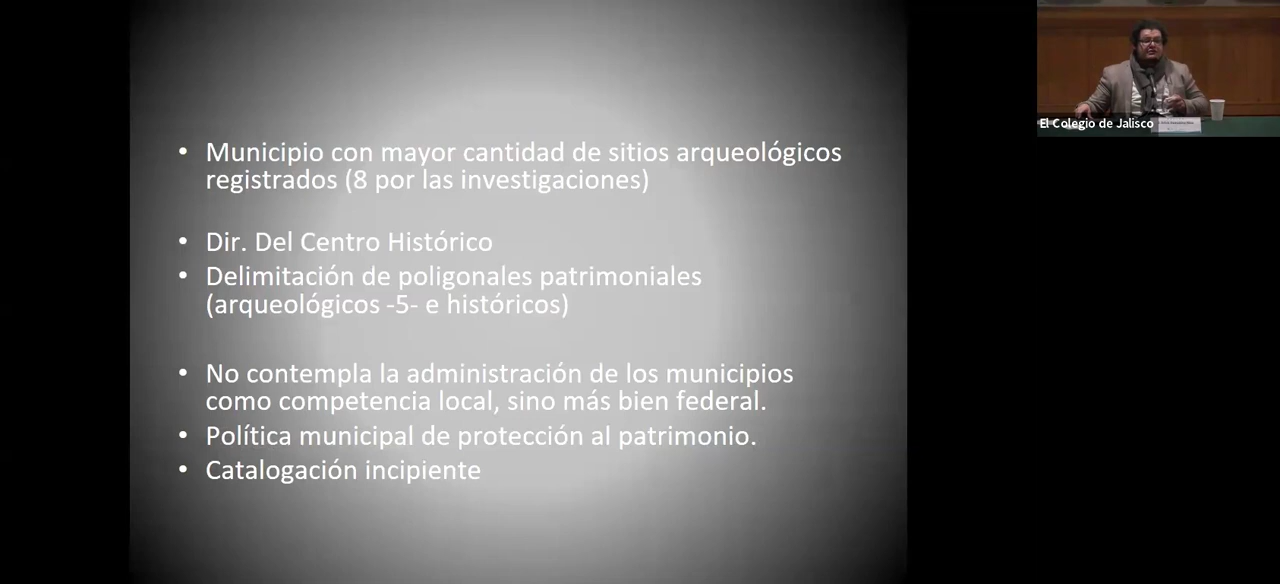 • Municipio con mayor cantidad de sitios arqueológicos
registrados (8 por las investigaciones)
• Dir. Del Centro Histórico
• Delimitación de poligonales patrimoniales
(arqueológicos -5- e históricos)
• No contempla la administración de los municipios
como competencia local, sino más bien federal.
• Política municipal de protección al patrimonio.
• Catalogación incipiente
El Colegio de Jalisco